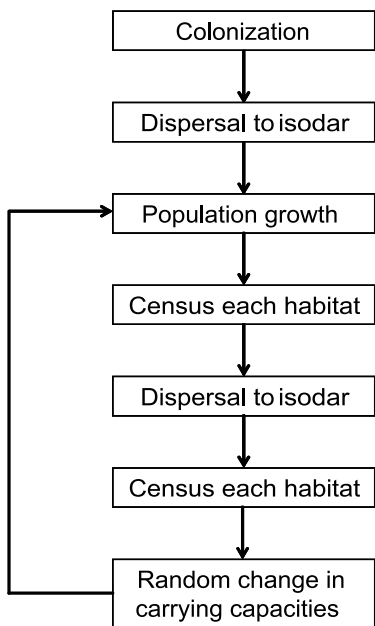 Colonization
Dispersal to isodar
Population growth
Census each habitat
Dispersal to isodar
Census each habitat
Random change in
carrying capacities